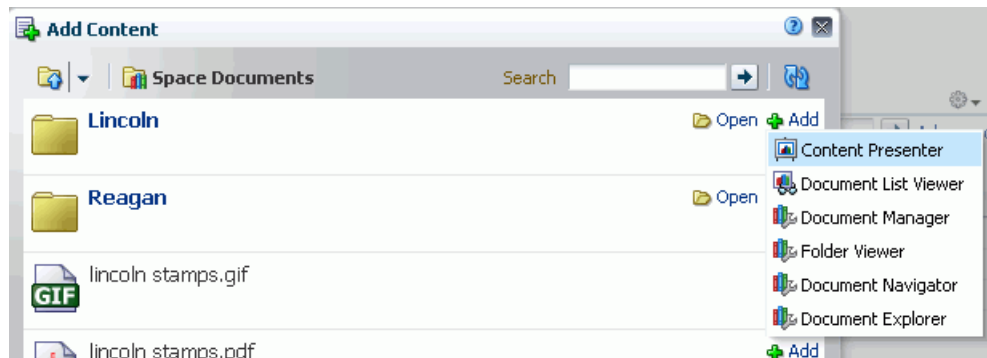 Add Content
Space Documents Search
Lincoln Open Add
Content Presenter
Document List Viewer
Reagan Open
Document Manager
Folder Viewer
lincoln stamps.gif
GIF
Document Navigator
Document Explorer
lincoln stamps.pdf Add